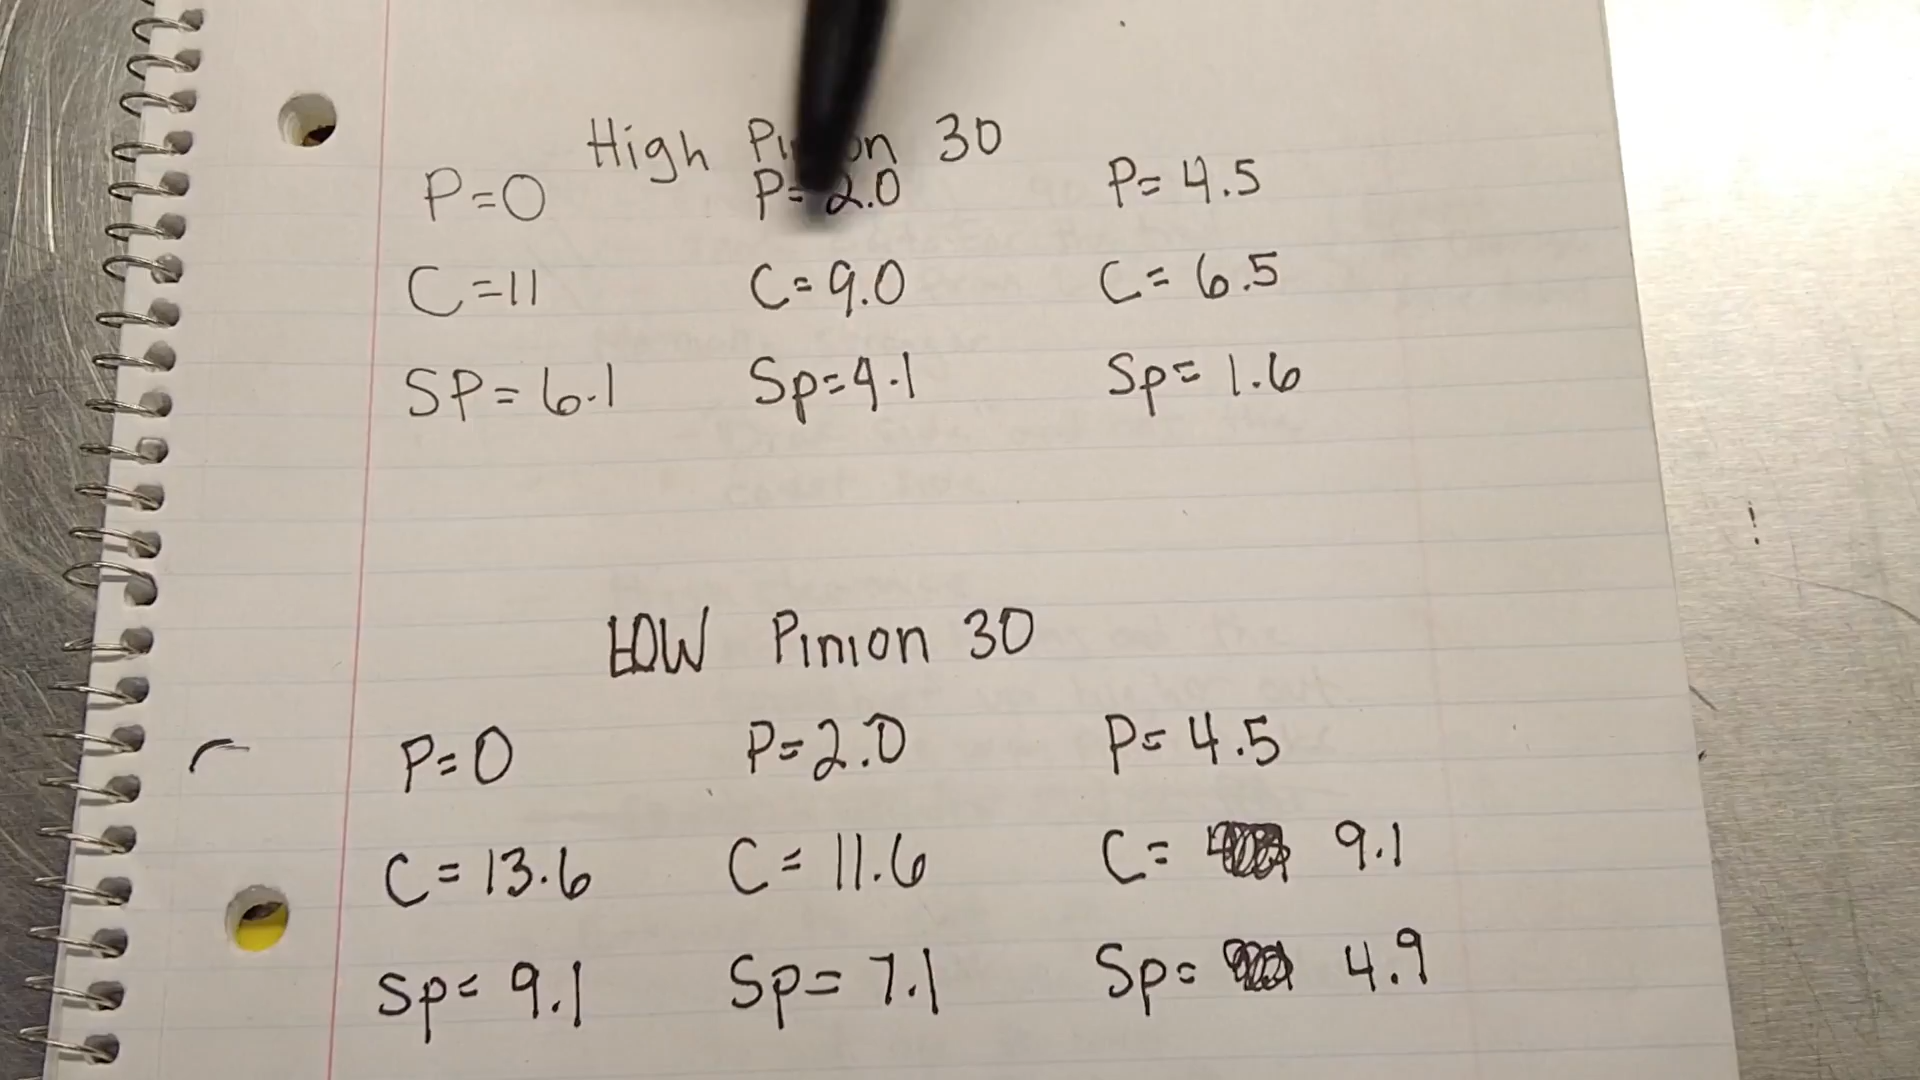 High Pinion 30
P=0 P=2.0 P=4.5
C=11 C=9.0 C=6.5
SP=6.1 Sp=4.1 Sp=1.6
LOW Pinion 30
P=0 P=2.0 P=4.5
C=13.6 C=11.6 C= 9.1
Sp=9.1 Sp=7.1 Sp= 4.9